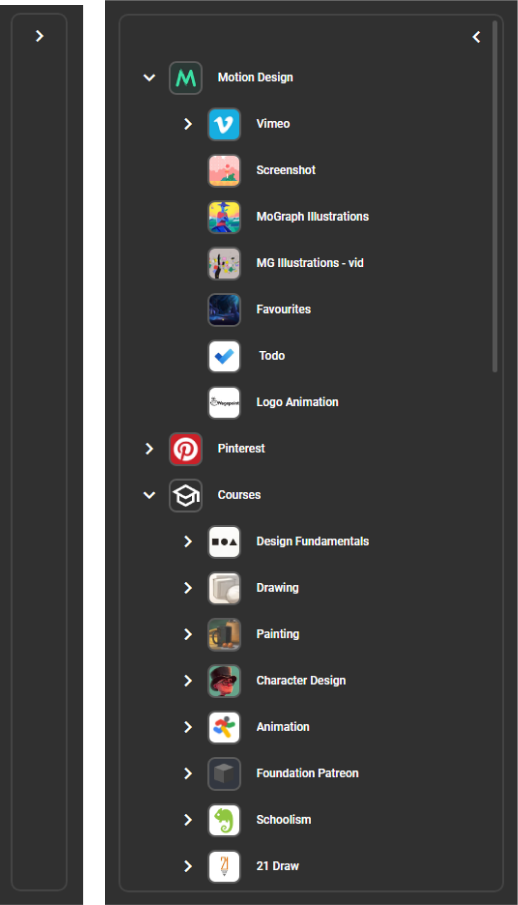 Motion Design
Vimeo
Screenshot
MoGraph Illustrations
MG Illustrations - vid
Favourites
Todo
Logo Animation
Pinterest
Courses
Design Fundamentals
Drawing
Painting
Character Design
Animation
Foundation Patreon
Schoolism
21 Draw